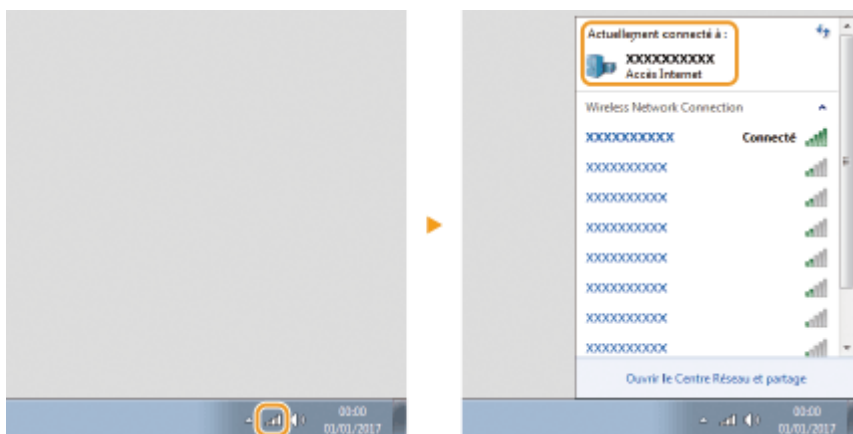 00:00
01/01/2017
Actuellement connecté à :
XXXXXXXXXX
Accès Internet
Wireless Network Connection
XXXXXXXXXX Connecté
XXXXXXXXXX
XXXXXXXXXX
XXXXXXXXXX
XXXXXXXXXX
XXXXXXXXXX
XXXXXXXXXX
XXXXXXXXXX
Ouvrir le Centre Réseau et partage
00:00
01/01/2017